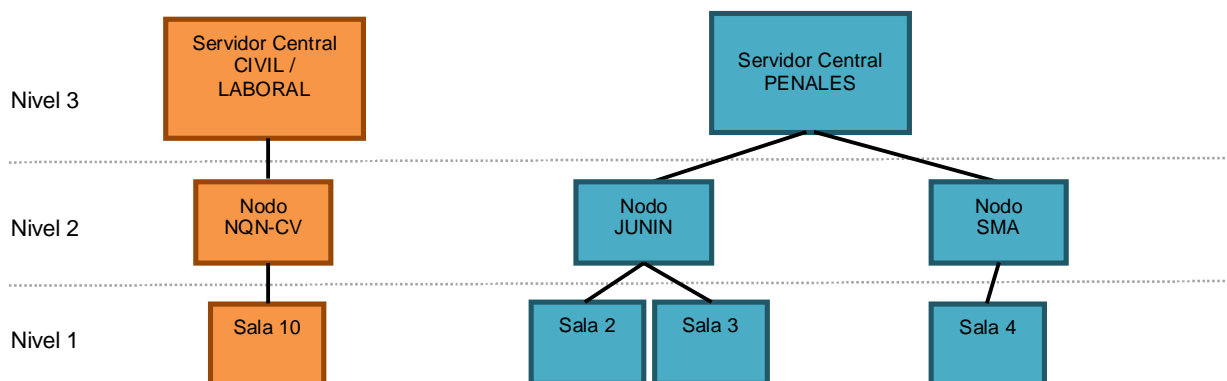 Nivel 3
Servidor Central
CIVIL /
LABORAL
Servidor Central
PENALES
Nivel 2
Nodo
NQN-CV
Nodo
JUNIN
Nodo
SMA
Nivel 1
Sala 10
Sala 2
Sala 3
Sala 4